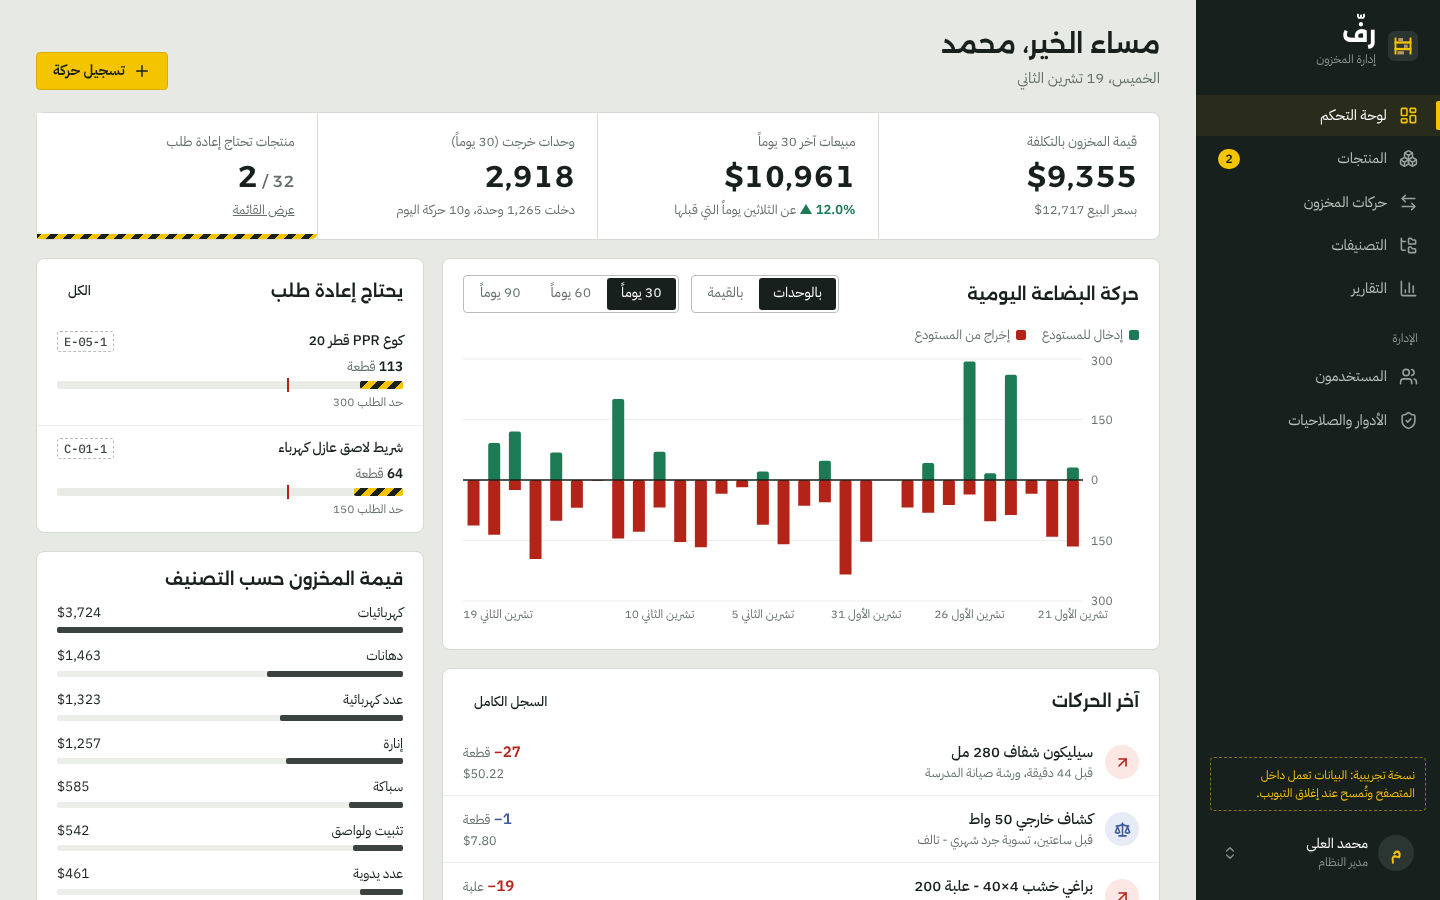 رفّ
إدارة المخزون
لوحة التحكم
المنتجات
2
حركات المخزون
التصنيفات
التقارير
الإدارة
المستخدمون
الأدوار والصلاحيات
نسخة تجريبية: البيانات تعمل داخل
المتصفح وتُمسح عند إغلاق التبويب.
م
محمد العلي
مدير النظام
مساء الخير، محمد
الخميس، 19 تشرين الثاني
تسجيل حركة
قيمة المخزون بالتكلفة
$9,355
بسعر البيع $12,717
مبيعات آخر 30 يوماً
$10,961
▲ 12.0% عن الثلاثين يوماً التي قبلها
وحدات خرجت (30 يوماً)
2,918
دخلت 1,265 وحدة، و10 حركة اليوم
منتجات تحتاج إعادة طلب
2 / 32
عرض القائمة
حركة البضاعة اليومية
بالوحدات
بالقيمة
30 يوماً
60 يوماً
90 يوماً
إدخال للمستودع
إخراج من المستودع
300
150
0
150
300
21 تشرين الأول
26 تشرين الأول
31 تشرين الأول
5 تشرين الثاني
10 تشرين الثاني
19 تشرين الثاني
آخر الحركات
السجل الكامل
سيليكون شفاف 280 مل
قبل 44 دقيقة، ورشة صيانة المدرسة
−27 قطعة
$50.22
كشاف خارجي 50 واط
قبل ساعتين، تسوية جرد شهري - تالف
−1 قطعة
$7.80
براغي خشب 4×40 - علبة 200
−19 علبة
يحتاج إعادة طلب
الكل
كوع PPR قطر 20
E-05-1
113 قطعة
حد الطلب 300
شريط لاصق عازل كهرباء
C-01-1
64 قطعة
حد الطلب 150
قيمة المخزون حسب التصنيف
كهربائيات
$3,724
دهانات
$1,463
عدد كهربائية
$1,323
إنارة
$1,257
سباكة
$585
تثبيت ولواصق
$542
عدد يدوية
$461